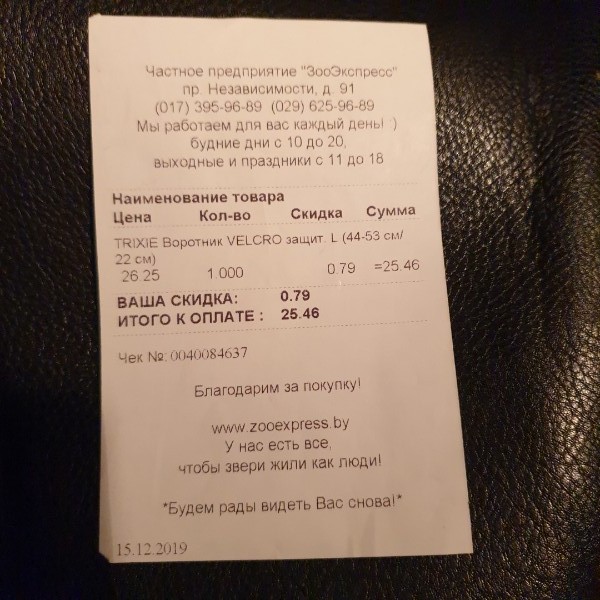 Частное предприятие "ЗооЭкспресс"
пр. Независимости, д. 91
(017) 395-96-89 (029) 625-96-89
Мы работаем для вас каждый день! :)
будние дни с 10 до 20,
выходные и праздники с 11 до 18
Наименование товара
Цена Кол-во Скидка Сумма
TRIXIE Воротник VELCRO защит. L (44-53 см/
22 см)
26.25 1.000 0.79 =25.46
ВАША СКИДКА: 0.79
ИТОГО К ОПЛАТЕ : 25.46
Чек №: 0040084637
Благодарим за покупку!
www.zooexpress.by
У нас есть все,
чтобы звери жили как люди!
*Будем рады видеть Вас снова!*
15.12.2019